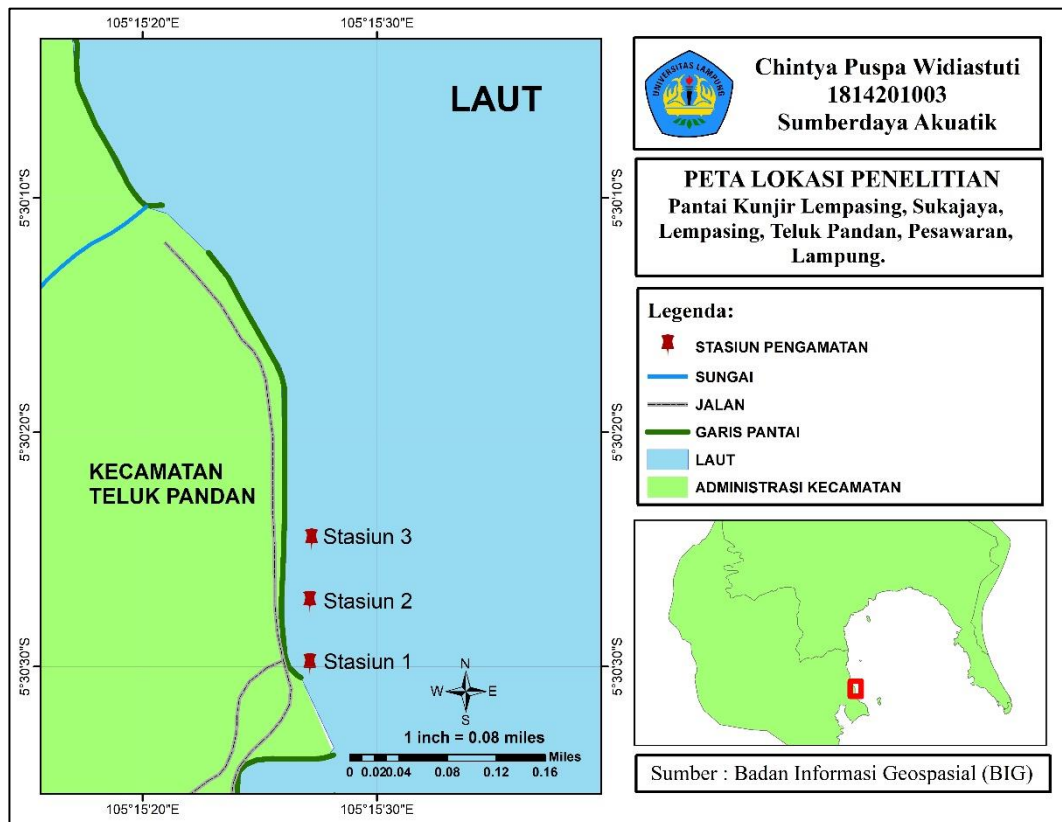 105°15'20"E
105°15'30"E
5°30'10"S
5°30'20"S
5°30'30"S
LAUT
KECAMATAN
TELUK PANDAN
Stasiun 3
Stasiun 2
Stasiun 1
N
W E
S
1 inch = 0.08 miles
Miles
0 0.020.04 0.08 0.12 0.16
5°30'10"S
5°30'20"S
5°30'30"S
105°15'20"E
105°15'30"E
UNIVERSITAS LAMPUNG
Chintya Puspa Widiastuti
1814201003
Sumberdaya Akuatik
PETA LOKASI PENELITIAN
Pantai Kunjir Lempasing, Sukajaya,
Lempasing, Teluk Pandan, Pesawaran,
Lampung.
Legenda:
STASIUN PENGAMATAN
SUNGAI
JALAN
GARIS PANTAI
LAUT
ADMINISTRASI KECAMATAN
Sumber : Badan Informasi Geospasial (BIG)